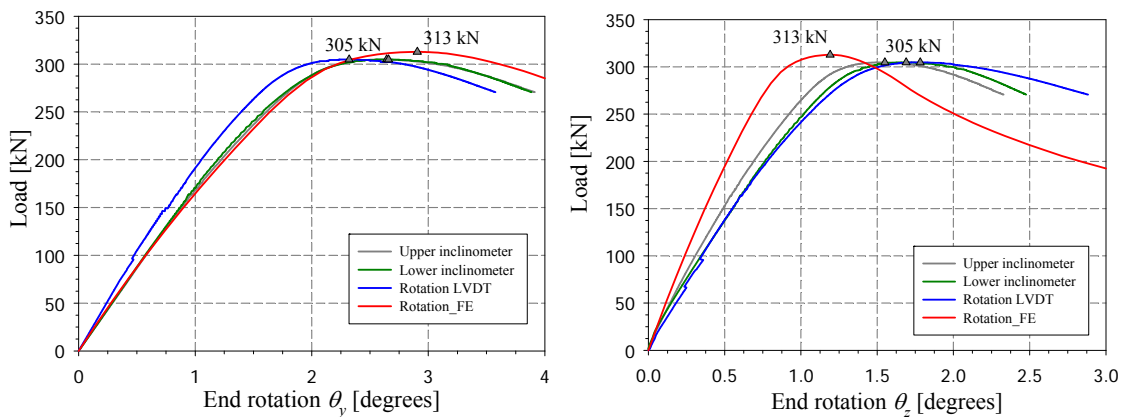 350
300
250
200
150
100
50
0
Load [kN]
305 kN
313 kN
Upper inclinometer
Lower inclinometer
Rotation LVDT
Rotation_FE
0
1
2
3
4
End rotation θy [degrees]
350
300
250
200
150
100
50
0
Load [kN]
313 kN
305 kN
Upper inclinometer
Lower inclinometer
Rotation LVDT
Rotation_FE
0.0
0.5
1.0
1.5
2.0
2.5
3.0
End rotation θz [degrees]